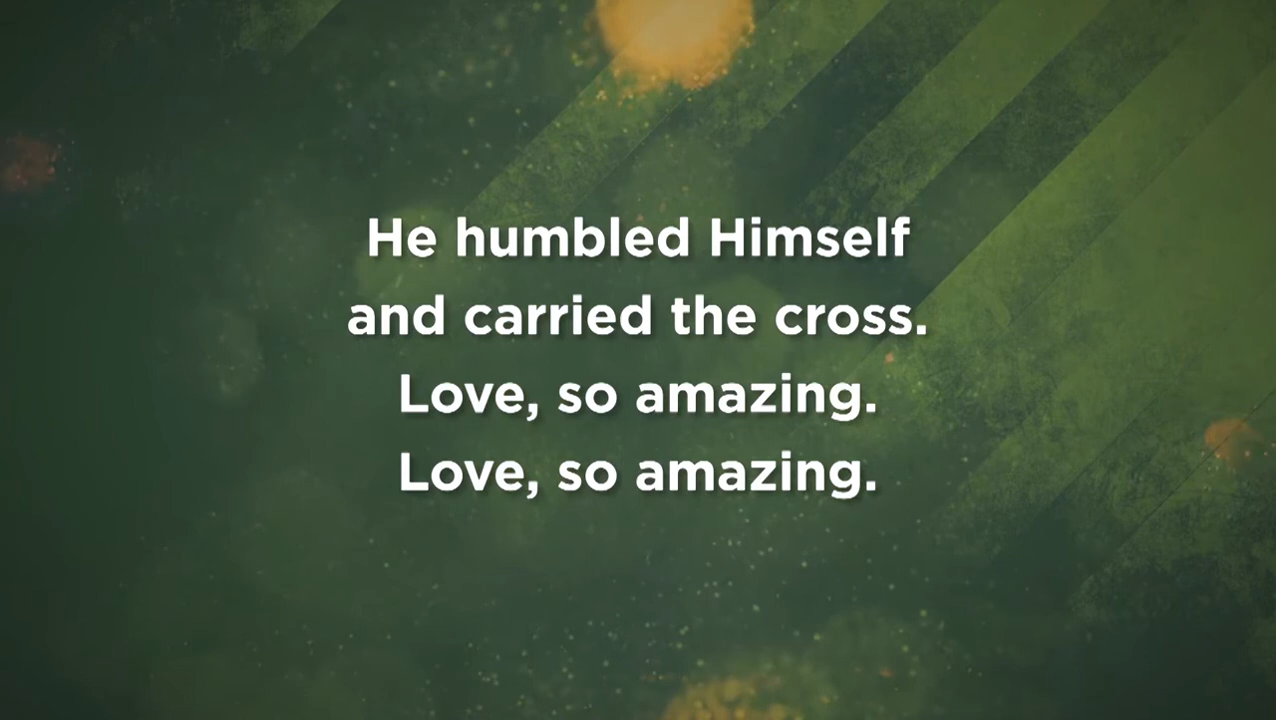 He humbled Himself
and carried the cross.
Love, so amazing.
Love, so amazing.